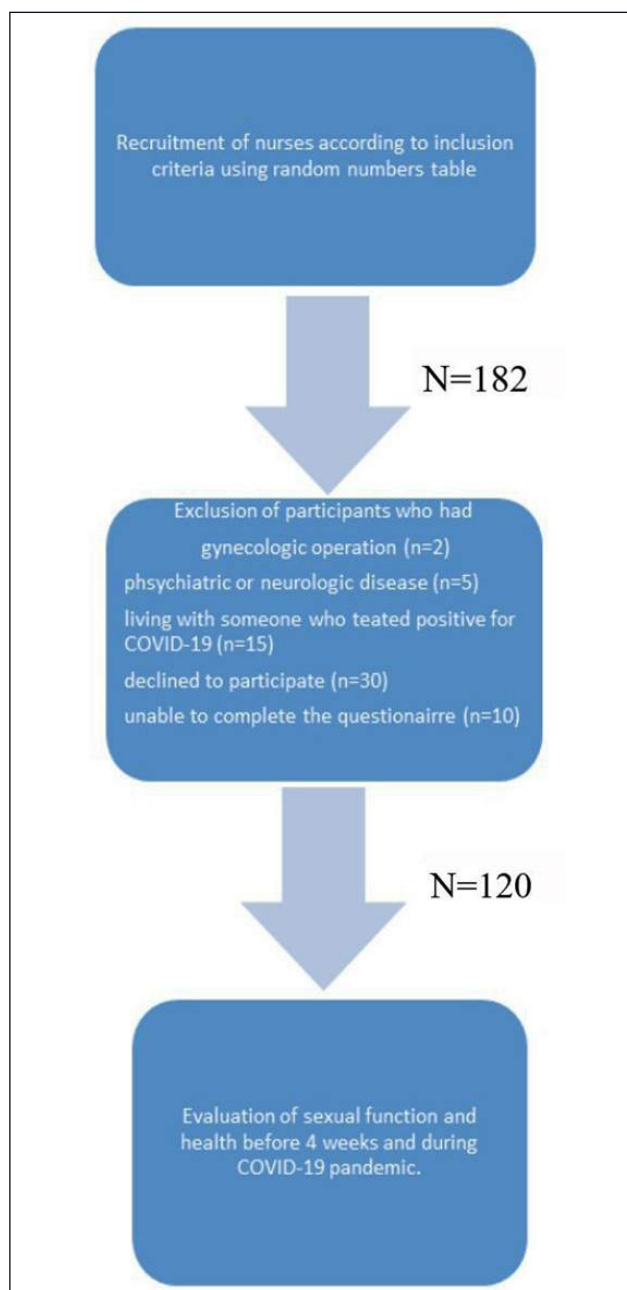 Recruitment of nurses according to inclusion
criteria using random numbers table
N=182
Exclusion of participants who had
gynecologic operation (n=2)
phsychiatric or neurologic disease (n=5)
living with someone who teated positive for
COVID-19 (n=15)
declined to participate (n=30)
unable to complete the questionairre (n=10)
N=120
Evaluation of sexual function and
health before 4 weeks and during
COVID-19 pandemic.